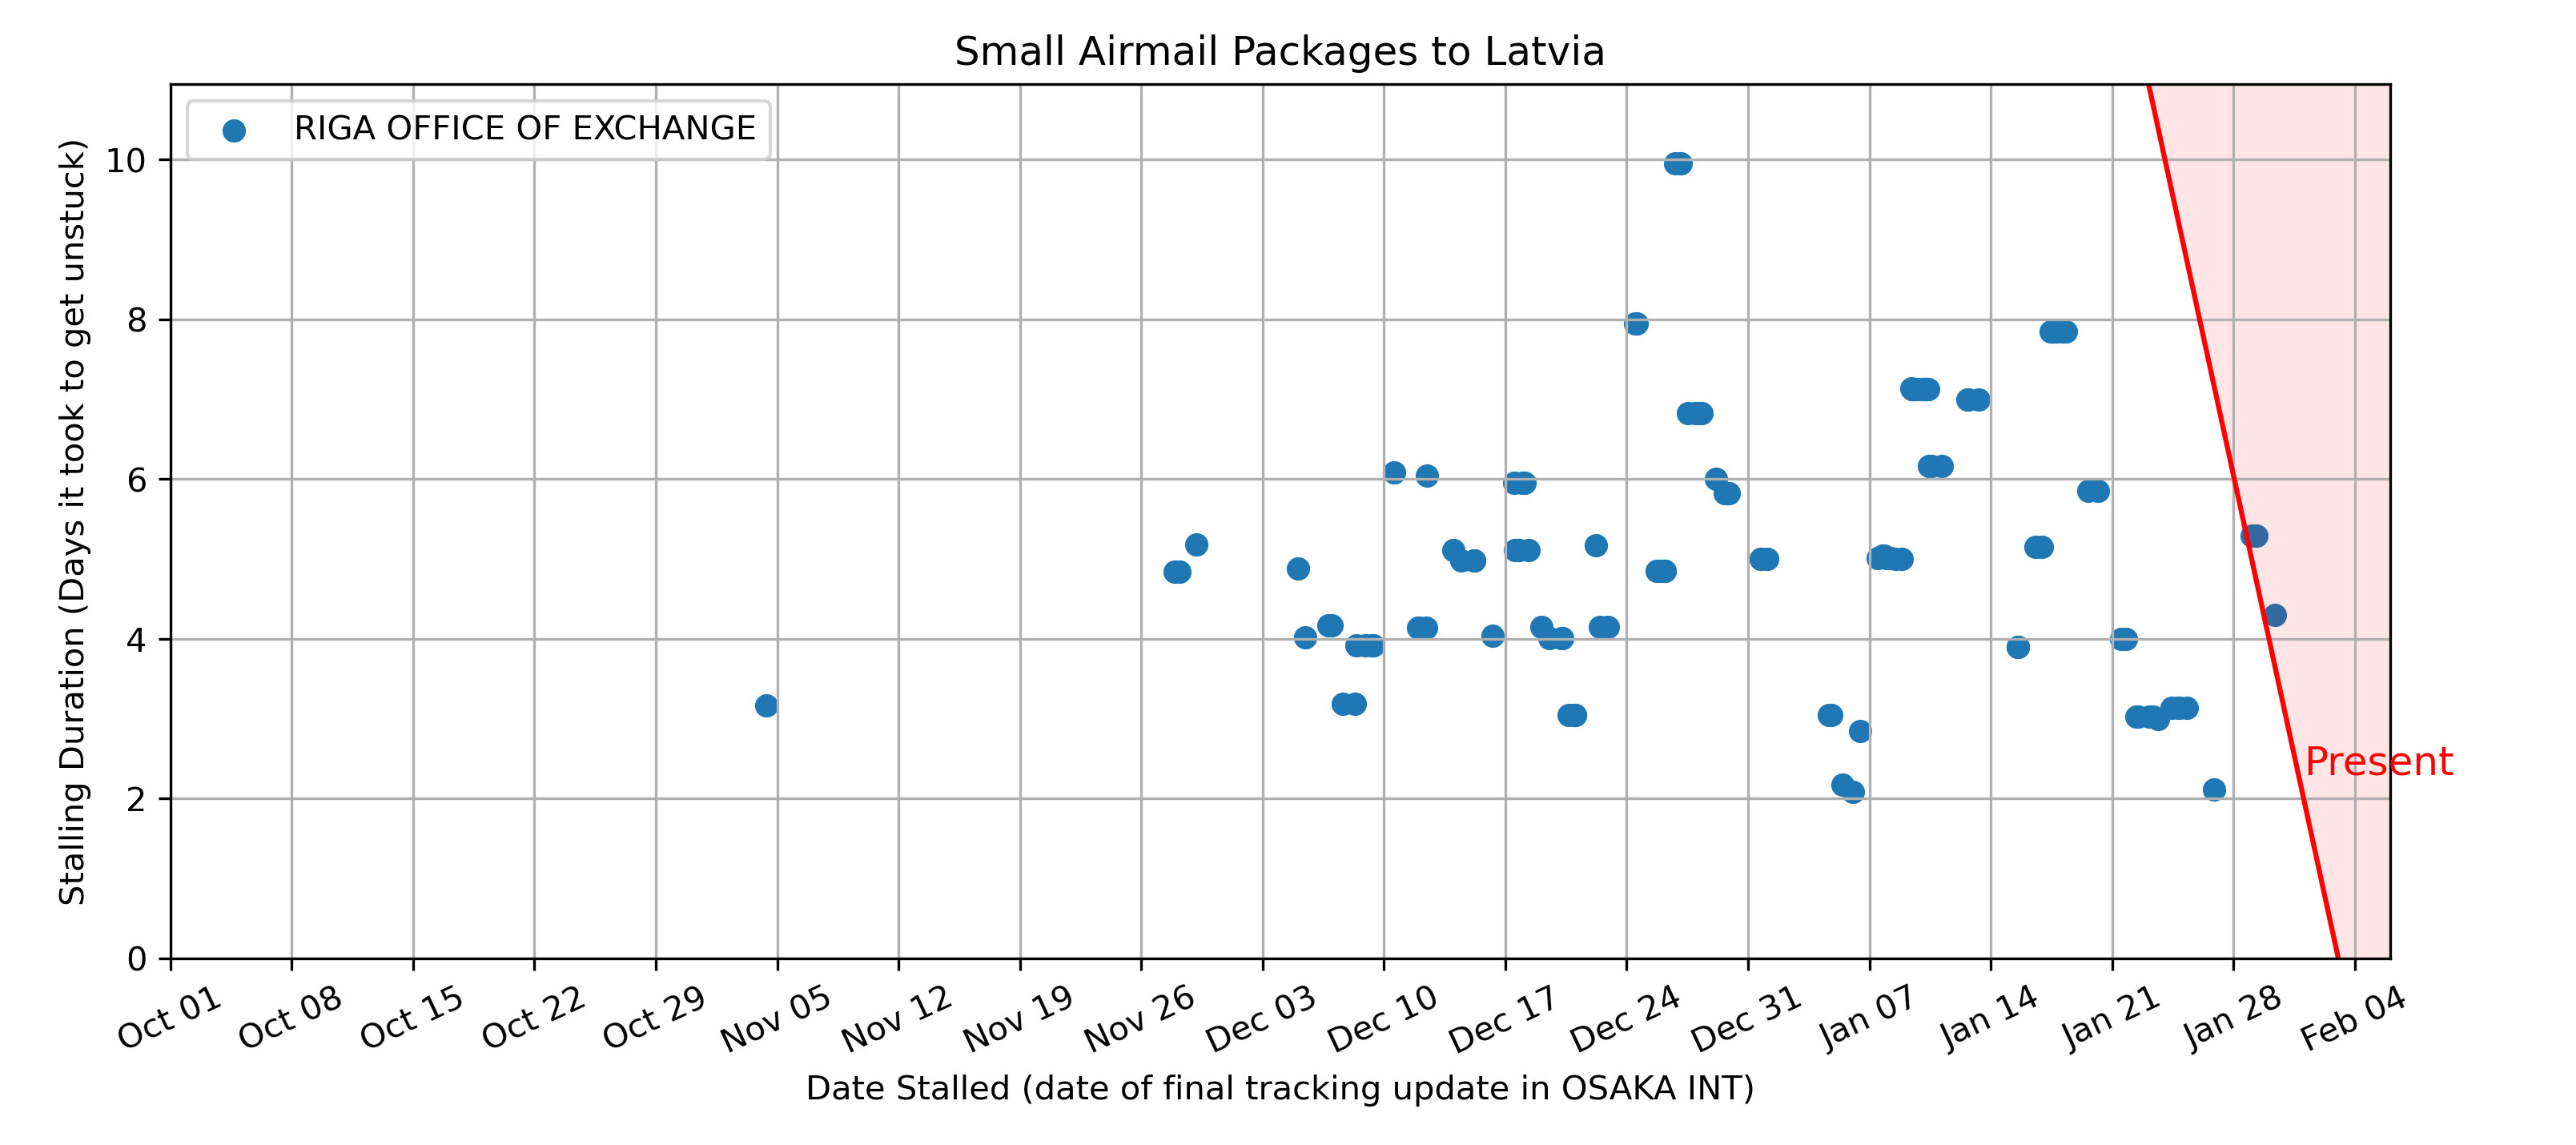 Small Airmail Packages to Latvia
RIGA OFFICE OF EXCHANGE
Stalling Duration (Days it took to get unstuck)
10
8
6
4
2
0
Present
Oct 01
Oct 08
Oct 15
Oct 22
Oct 29
Nov 05
Nov 12
Nov 19
Nov 26
Dec 03
Dec 10
Dec 17
Dec 24
Dec 31
Jan 07
Jan 14
Jan 21
Jan 28
Feb 04
Date Stalled (date of final tracking update in OSAKA INT)